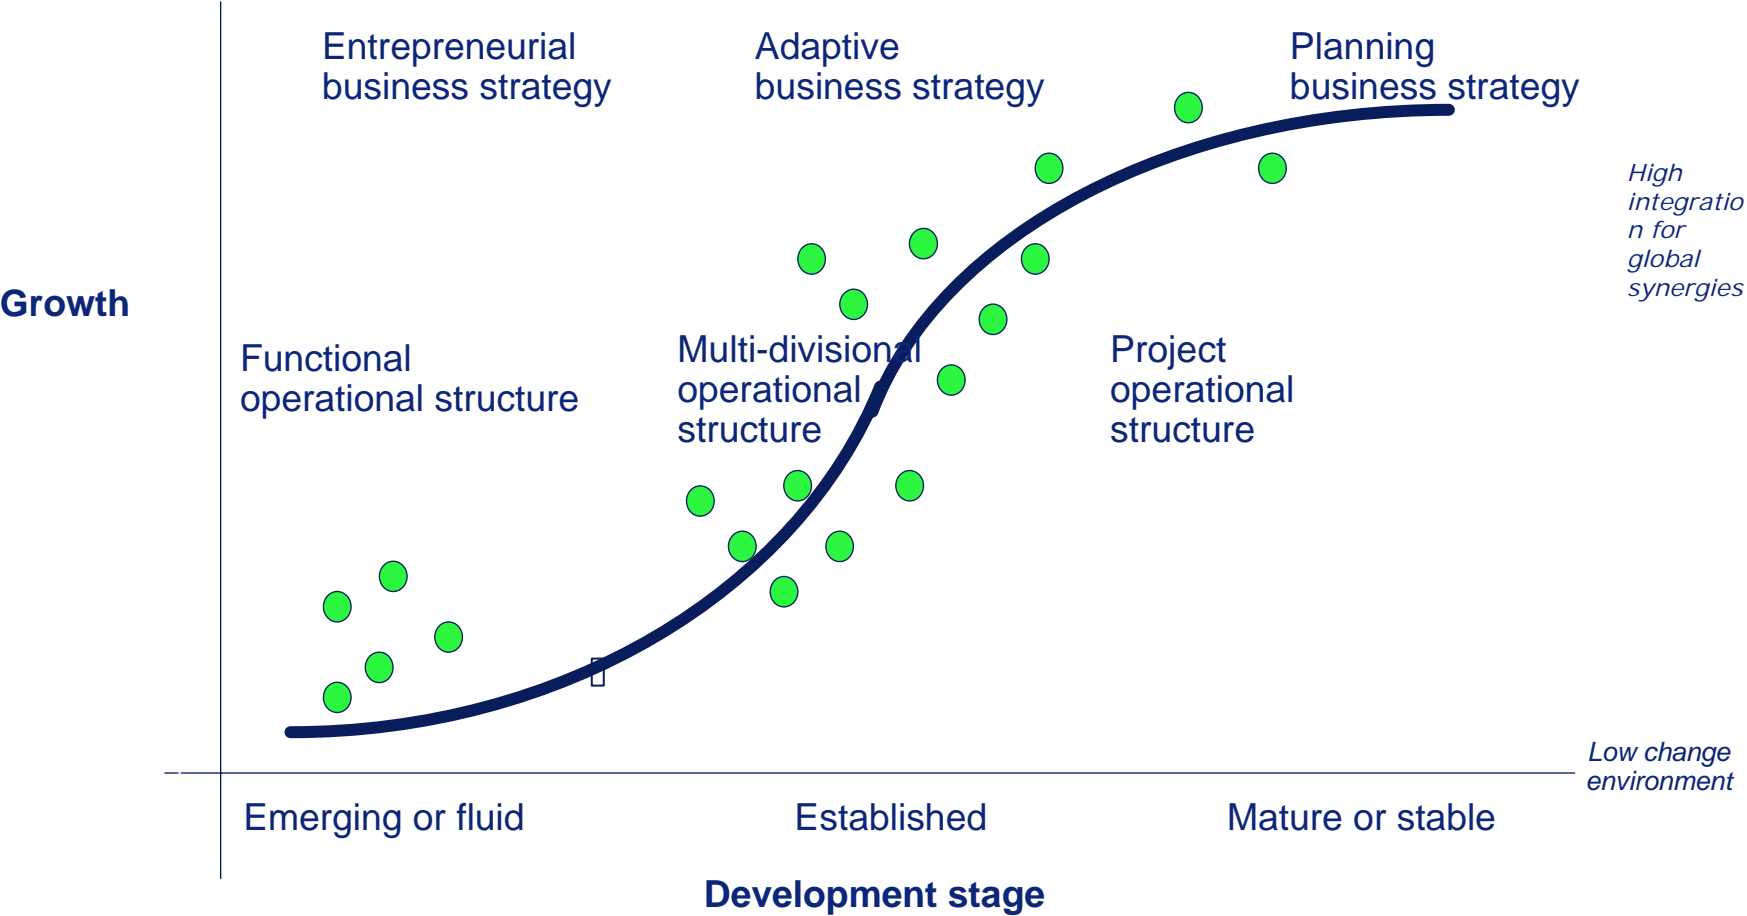 Entrepreneurial
business strategy
Adaptive
business strategy
Planning
business strategy
High
integratio
n for
global
synergies
Growth
Functional
operational structure
Multi-divisional
operational
structure
Project
operational
structure
Low change
environment
Emerging or fluid
Established
Mature or stable
Development stage